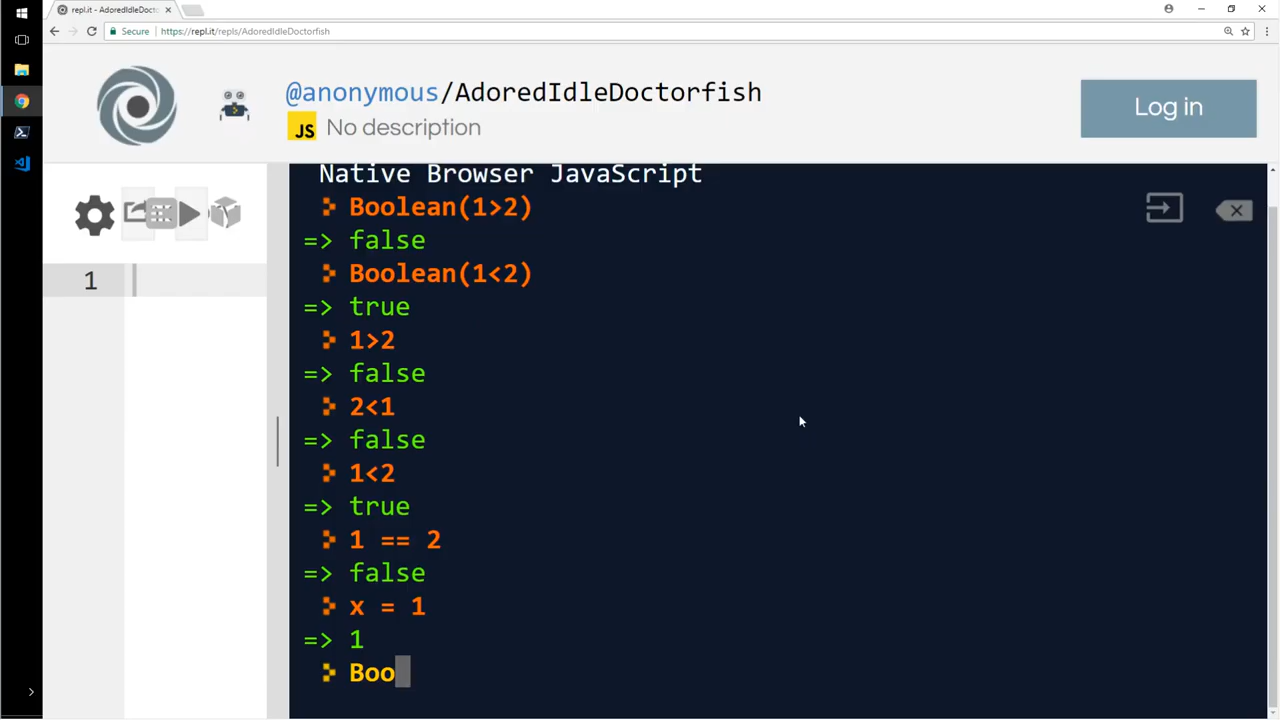 repl.it - AdoredIdleDocto
Secure
https://repl.it/repls/AdoredIdleDoctorfish
@anonymous/AdoredIdleDoctorfish
Log in
JS No description
Native Browser JavaScript
Boolean(1>2)
=> false
1
Boolean(1<2)
=> true
1>2
=> false
2<1
=> false
1<2
=> true
1 == 2
=> false
x = 1
=> 1
Boo